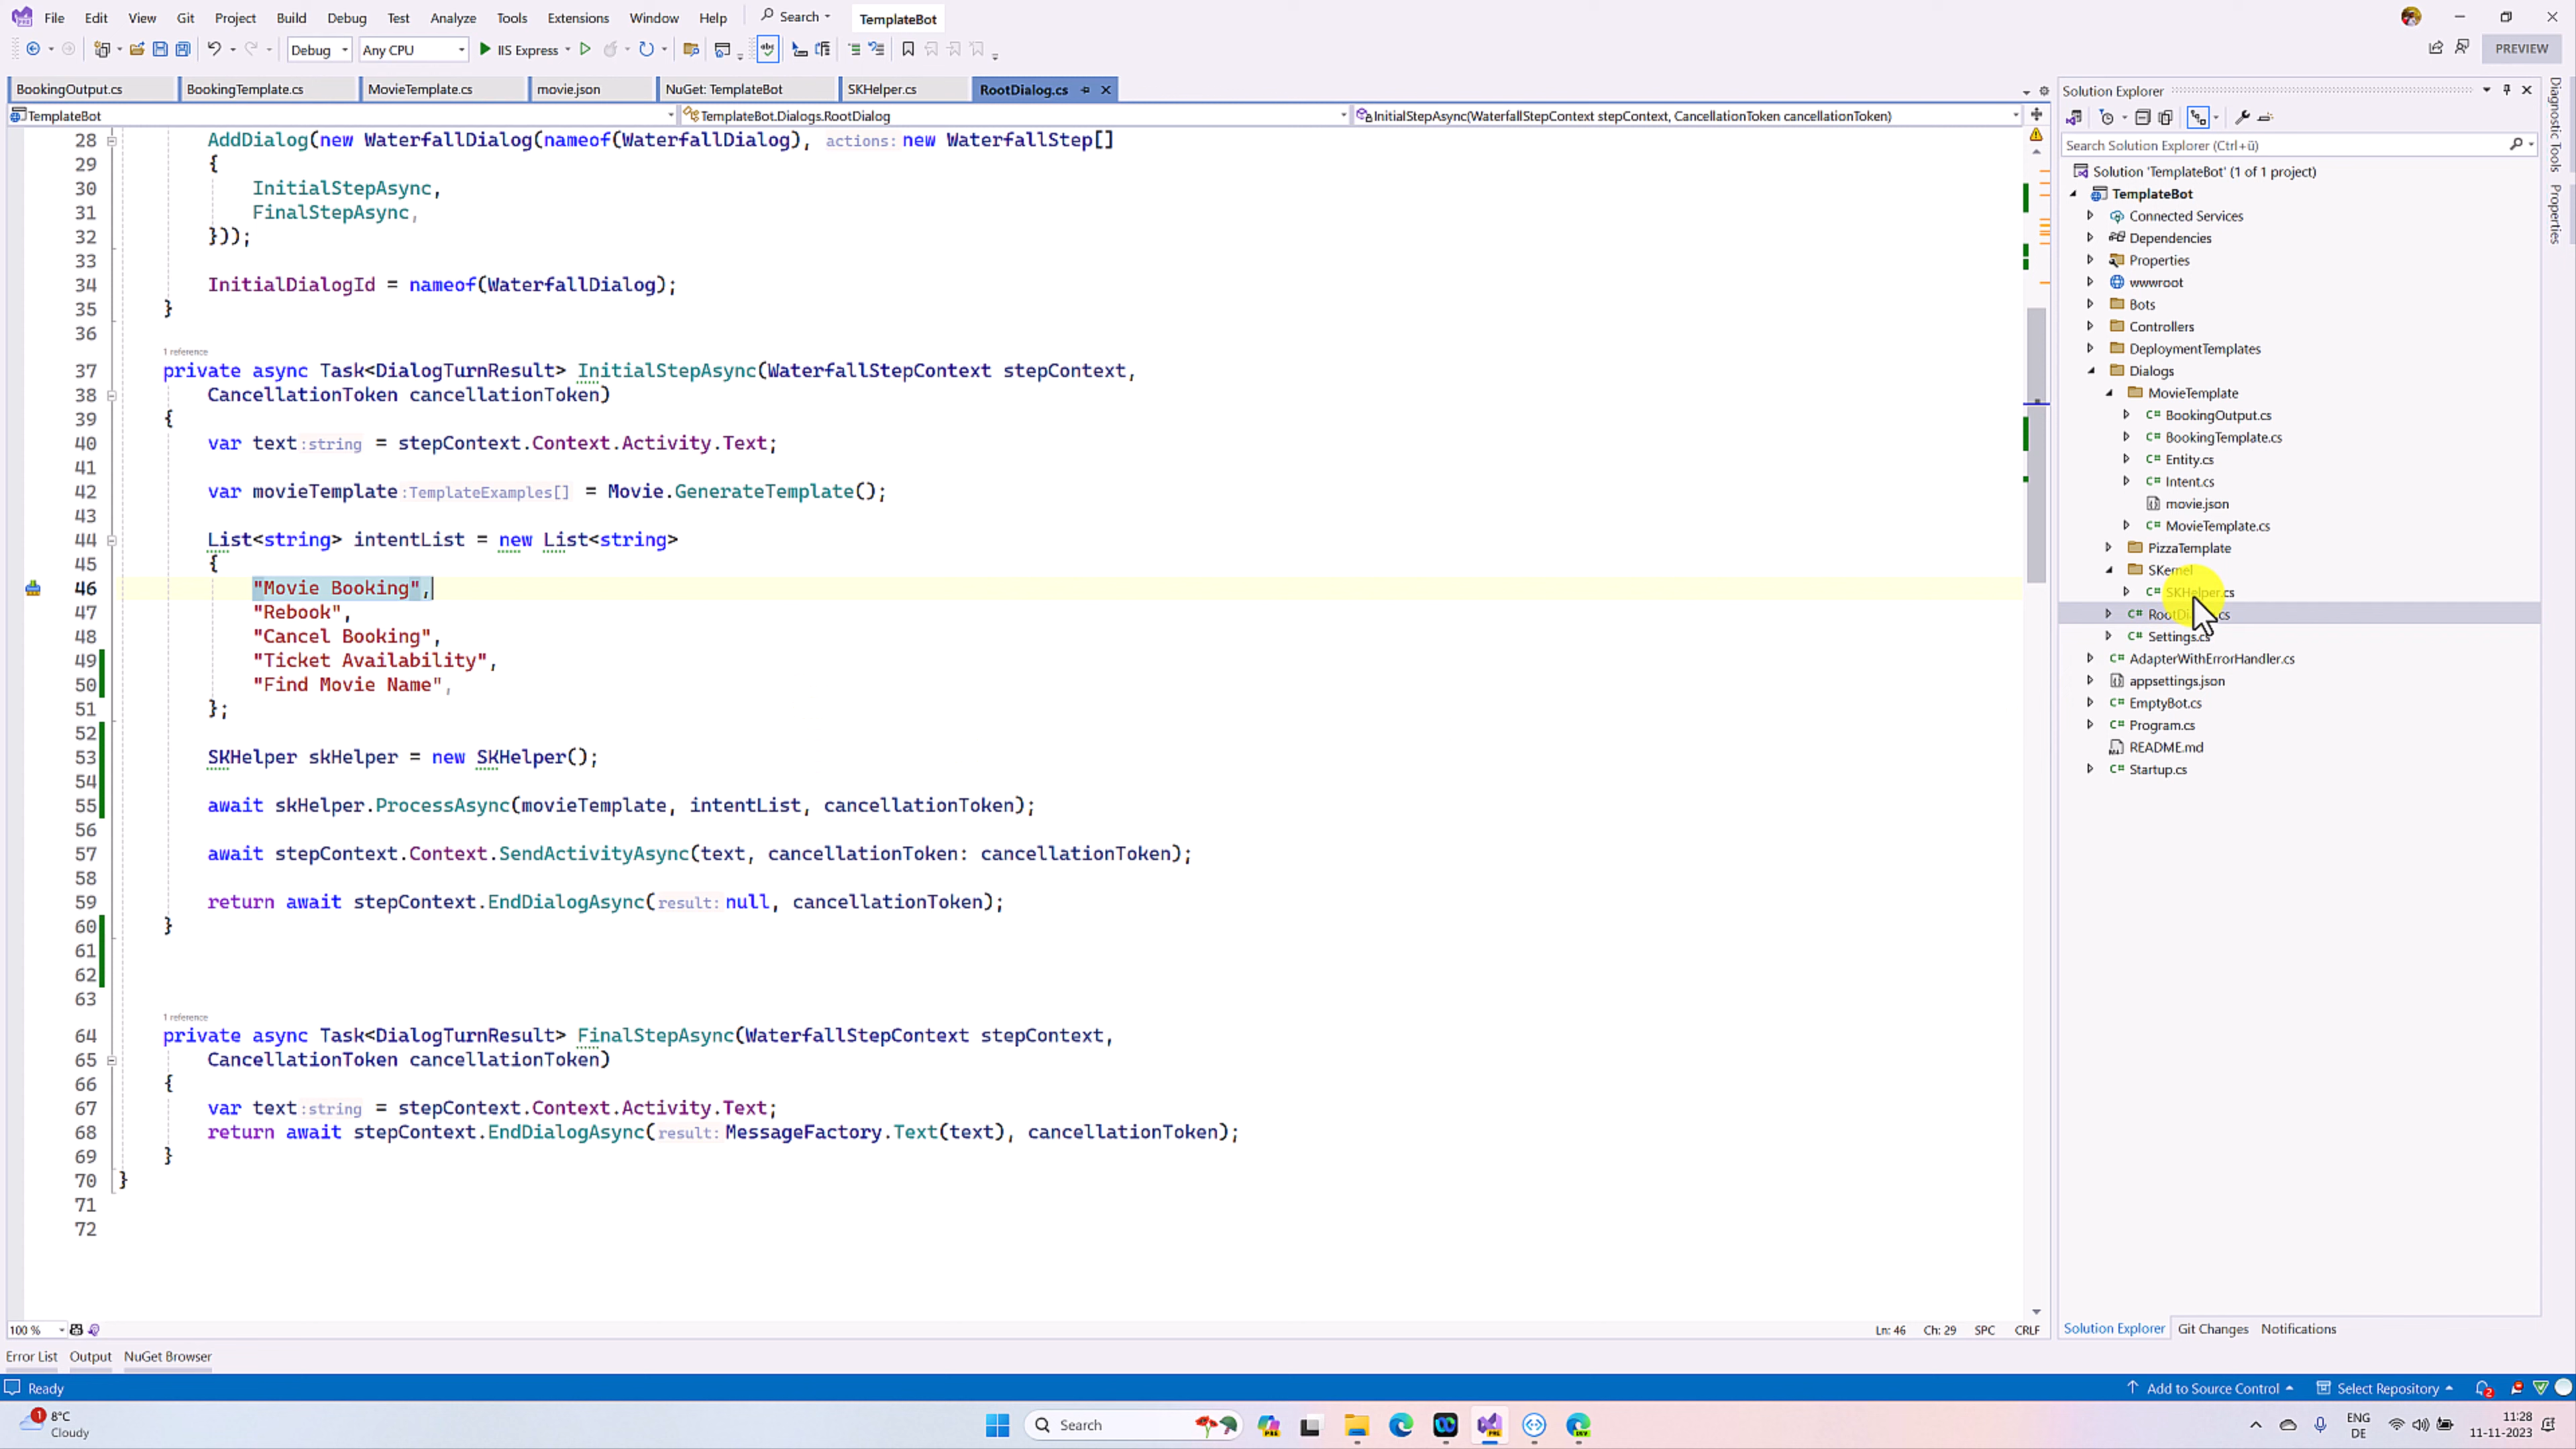 File Edit View Git Project Build Debug Test Analyze Tools Extensions Window Help Search TemplateBot
Debug Any CPU IIS Express PREVIEW
BookingOutput.cs BookingTemplate.cs MovieTemplate.cs movie.json NuGet: TemplateBot SKHelper.cs RootDialog.cs
TemplateBot TemplateBot.Dialogs.RootDialog InitialStepAsync(WaterfallStepContext stepContext, CancellationToken cancellationToken)
28 AddDialog(new WaterfallDialog(nameof(WaterfallDialog), actions: new WaterfallStep[]
29 {
30 InitialStepAsync,
31 FinalStepAsync,
32 }));
33
34 InitialDialogId = nameof(WaterfallDialog);
35 }
36
1 reference
37 private async Task<DialogTurnResult> InitialStepAsync(WaterfallStepContext stepContext,
38 CancellationToken cancellationToken)
39 {
40 var text :string = stepContext.Context.Activity.Text;
41
42 var movieTemplate :TemplateExamples[] = Movie.GenerateTemplate();
43
44 List<string> intentList = new List<string>
45 {
46 "Movie Booking",
47 "Rebook",
48 "Cancel Booking",
49 "Ticket Availability",
50 "Find Movie Name",
51 };
52
53 SKHelper skHelper = new SKHelper();
54
55 await skHelper.ProcessAsync(movieTemplate, intentList, cancellationToken);
56
57 await stepContext.Context.SendActivityAsync(text, cancellationToken: cancellationToken);
58
59 return await stepContext.EndDialogAsync( result: null, cancellationToken);
60 }
61
62
63
1 reference
64 private async Task<DialogTurnResult> FinalStepAsync(WaterfallStepContext stepContext,
65 CancellationToken cancellationToken)
66 {
67 var text :string = stepContext.Context.Activity.Text;
68 return await stepContext.EndDialogAsync( result: MessageFactory.Text(text), cancellationToken);
69 }
70 }
71
72
100 % Ln: 46 Ch: 29 SPC CRLF
Error List Output NuGet Browser
Solution Explorer
Search Solution Explorer (Ctrl+ü)
Solution 'TemplateBot' (1 of 1 project)
TemplateBot
Connected Services
Dependencies
Properties
wwwroot
Bots
Controllers
DeploymentTemplates
Dialogs
MovieTemplate
BookingOutput.cs
BookingTemplate.cs
Entity.cs
Intent.cs
movie.json
MovieTemplate.cs
PizzaTemplate
SKernel
SKHelper.cs
Settings.cs
AdapterWithErrorHandler.cs
appsettings.json
EmptyBot.cs
Program.cs
README.md
Startup.cs
Solution Explorer Git Changes Notifications
Diagnostic Tools
Properties
Ready Add to Source Control Select Repository 2
1 8°C
Cloudy
Search
ENG
DE
11:28
11-11-2023